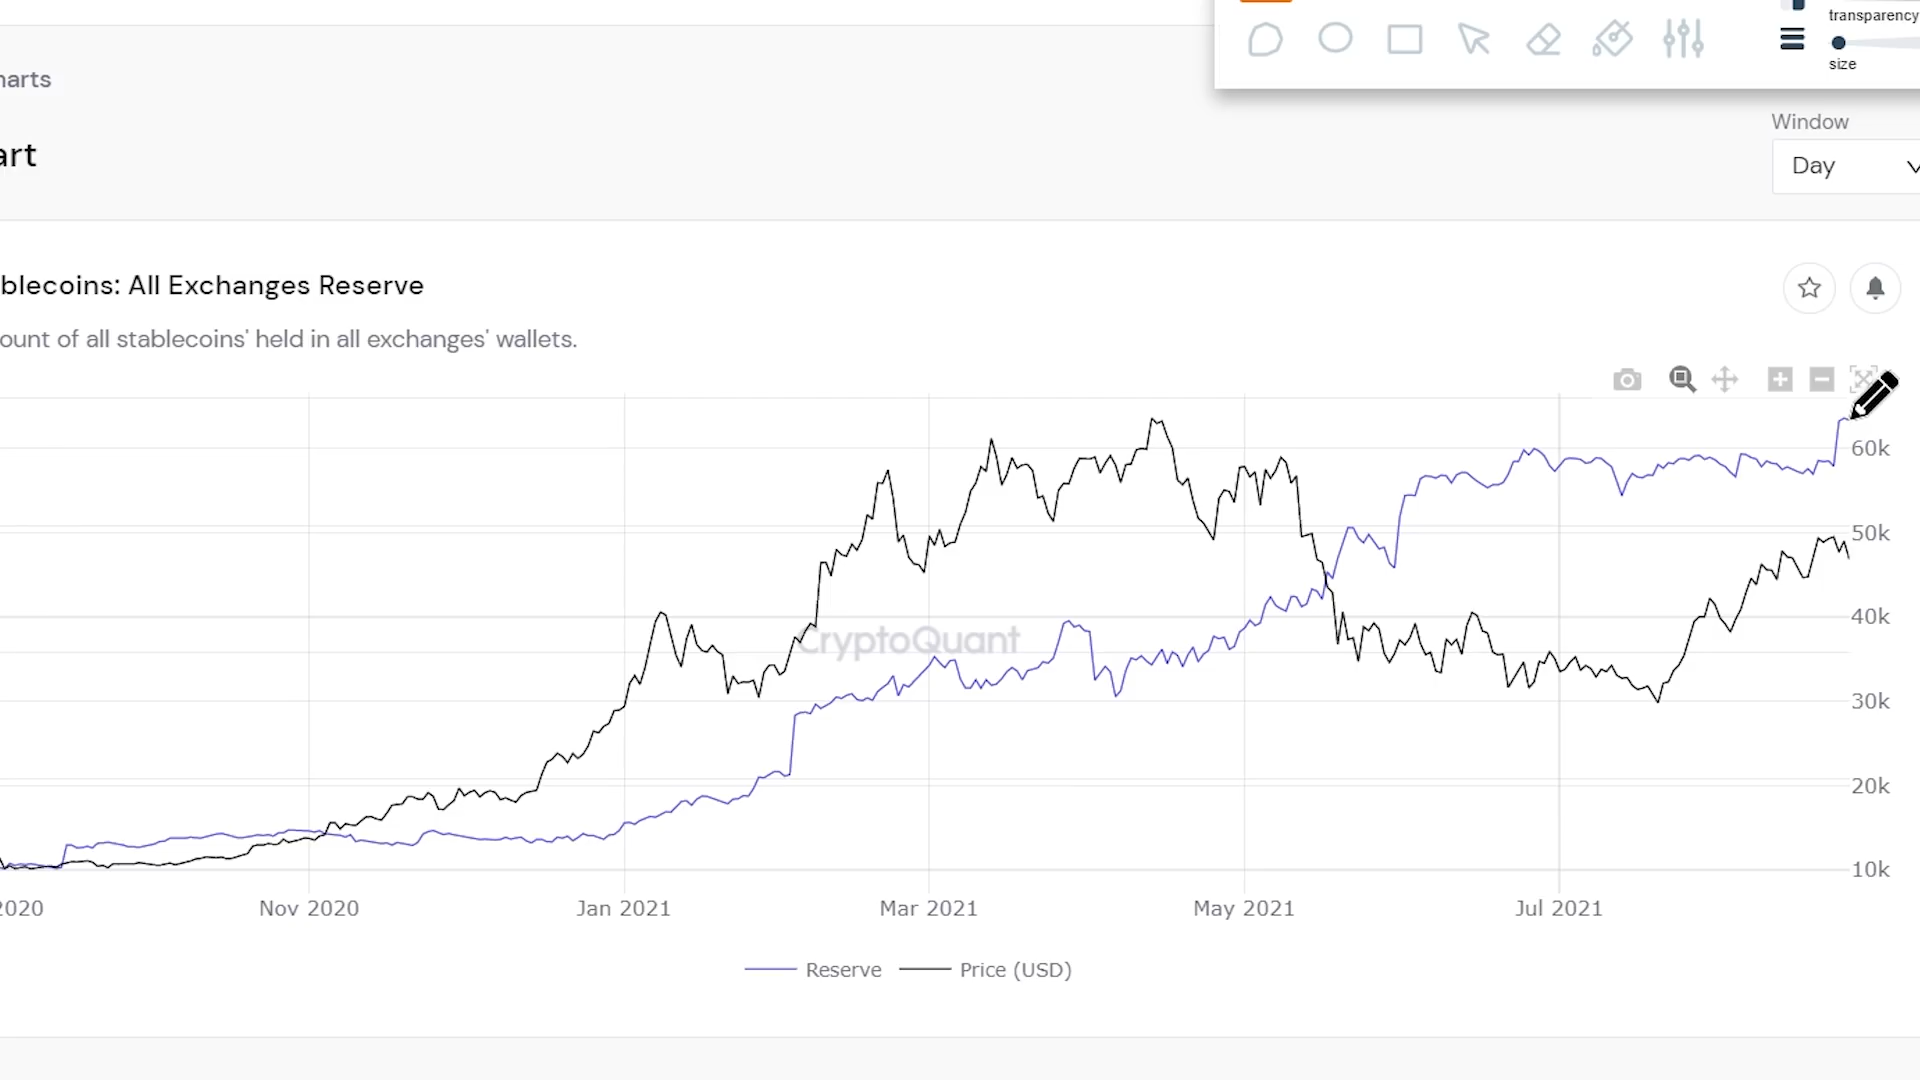 transparency
size
harts
Window
art
Day
blecoins: All Exchanges Reserve
ount of all stablecoins' held in all exchanges' wallets.
60k
50k
40k
CryptoQuant
30k
20k
10k
2020
Nov 2020
Jan 2021
Mar 2021
May 2021
Jul 2021
Reserve
Price (USD)